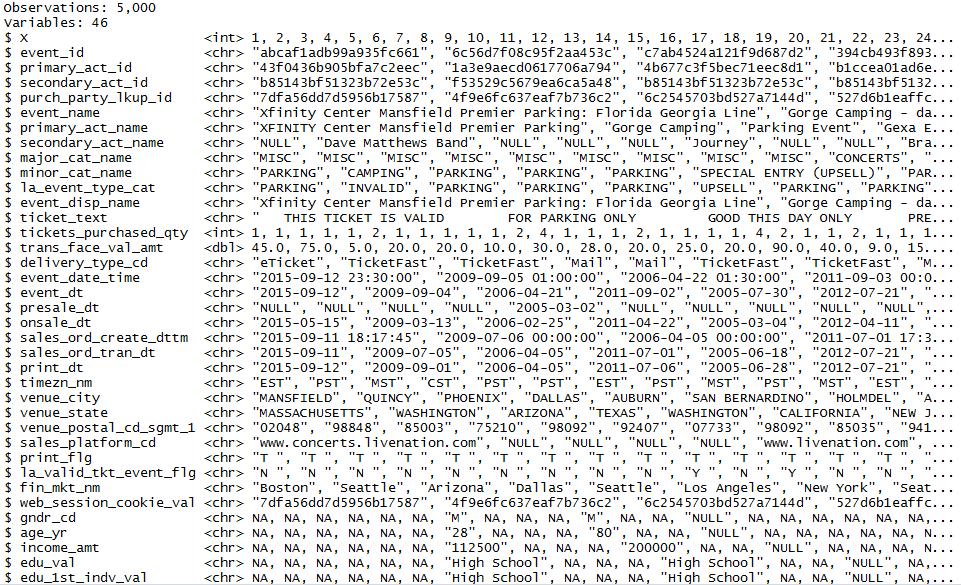 Observations: 5,000
Variables: 46
$ X                      <int> 1, 2, 3, 4, 5, 6, 7, 8, 9, 10, 11, 12, 13, 14, 15, 16, 17, 18, 19, 20, 21, 22, 23, 24...
$ event_id               <chr> "abcaf1adb99a935fc661", "6c56d7f08c95f2aa453c", "c7ab4524a121f9d687d2", "394cb493f893...
$ primary_act_id         <chr> "43f0436b905bfa7c2eec", "1a3e9aecd0617706a794", "4b677c3f5bec71eec8d1", "b1ccea01ad6e...
$ secondary_act_id       <chr> "b85143bf51323b72e53c", "f53529c5679ea6ca5a48", "b85143bf51323b72e53c", "b85143bf5132...
$ purch_party_lkup_id    <chr> "7dfa56dd7d5956b17587", "4f9e6fc637eaf7b736c2", "6c2545703bd527a7144d", "527d6b1eaffc...
$ event_name             <chr> "Xfinity Center Mansfield Premier Parking: Florida Georgia Line", "Gorge Camping - da...
$ primary_act_name       <chr> "XFINITY Center Mansfield Premier Parking", "Gorge Camping", "Parking Event", "Gexa E...
$ secondary_act_name     <chr> "NULL", "Dave Matthews Band", "NULL", "NULL", "NULL", "Journey", "NULL", "NULL", "Bra...
$ major_cat_name         <chr> "MISC", "MISC", "MISC", "MISC", "MISC", "MISC", "MISC", "MISC", "MISC", "CONCERTS", "...
$ minor_cat_name         <chr> "PARKING", "CAMPING", "PARKING", "PARKING", "PARKING", "SPECIAL ENTRY (UPSELL)", "PAR...
$ la_event_type_cat      <chr> "PARKING", "INVALID", "PARKING", "PARKING", "PARKING", "UPSELL", "PARKING", "PARKING"...
$ event_disp_name        <chr> "Xfinity Center Mansfield Premier Parking: Florida Georgia Line", "Gorge Camping - da...
$ ticket_text            <chr> "    THIS TICKET IS VALID        FOR PARKING ONLY         GOOD THIS DAY ONLY       PRE...
$ tickets_purchased_qty  <int> 1, 1, 1, 1, 2, 1, 1, 1, 1, 1, 2, 4, 1, 1, 1, 2, 1, 1, 1, 1, 4, 2, 1, 1, 2, 1, 1, 1...
$ trans_face_val_amt     <dbl> 45.0, 75.0, 5.0, 20.0, 20.0, 10.0, 30.0, 28.0, 20.0, 25.0, 20.0, 90.0, 40.0, 9.0, 15....
$ delivery_type_cd       <chr> "eTicket", "TicketFast", "TicketFast", "Mail", "Mail", "TicketFast", "TicketFast", "M...
$ event_date_time        <chr> "2015-09-12 23:30:00", "2009-09-05 01:00:00", "2006-04-22 01:30:00", "2011-09-03 00:0...
$ event_dt               <chr> "2015-09-12", "2009-09-04", "2006-04-21", "2011-09-02", "2005-07-30", "2012-07-21", "...
$ presale_dt             <chr> "NULL", "NULL", "NULL", "NULL", "2005-03-02", "NULL", "NULL", "NULL", "NULL", "NULL",...
$ onsale_dt              <chr> "2015-05-15", "2009-03-13", "2006-02-25", "2011-04-22", "2005-03-04", "2012-04-11", "...
$ sales_ord_create_dttm  <chr> "2015-09-11 18:17:45", "2009-07-06 00:00:00", "2006-04-05 00:00:00", "2011-07-01 17:3...
$ sales_ord_tran_dt      <chr> "2015-09-11", "2009-07-05", "2006-04-05", "2011-07-01", "2005-06-18", "2012-07-21", "...
$ print_dt               <chr> "2015-09-12", "2009-09-01", "2006-04-05", "2011-07-06", "2005-06-28", "2012-07-21", "...
$ timezn_nm              <chr> "EST", "PST", "MST", "CST", "PST", "PST", "EST", "PST", "MST", "PST", "MST", "EST", "...
$ venue_city             <chr> "MANSFIELD", "QUINCY", "PHOENIX", "DALLAS", "AUBURN", "SAN BERNARDINO", "HOLMDEL", "A...
$ venue_state            <chr> "MASSACHUSETTS", "WASHINGTON", "ARIZONA", "TEXAS", "WASHINGTON", "CALIFORNIA", "NEW J...
$ venue_postal_cd_sgmt_1 <chr> "02048", "98848", "85003", "75210", "98092", "92407", "07733", "98092", "85035", "941...
$ sales_platform_cd      <chr> "www.concerts.livenation.com", "NULL", "NULL", "NULL", "NULL", "www.livenation.com", ...
$ print_flg              <chr> "T ", "T ", "T ", "T ", "T ", "T ", "T ", "T ", "T ", "T ", "T ", "T ", "T ", "T ",...
$ la_valid_tkt_event_flg <chr> "N ", "N ", "N ", "N ", "N ", "N ", "N ", "N ", "N ", "Y ", "N ", "Y ", "N ", "N ",...
$ fin_mkt_nm             <chr> "Boston", "Seattle", "Arizona", "Dallas", "Seattle", "Los Angeles", "New York", "Seat...
$ web_session_cookie_val <chr> "7dfa56dd7d5956b17587", "4f9e6fc637eaf7b736c2", "6c2545703bd527a7144d", "527d6b1eaffc...
$ gndr_cd                <chr> NA, NA, NA, NA, NA, NA, "M", NA, NA, NA, "M", NA, NA, "NULL", NA, NA, NA, NA, NA, NA,...
$ age_yr                 <chr> NA, NA, NA, NA, NA, NA, "28", NA, NA, NA, "80", NA, NA, "NULL", NA, NA, NA, NA, NA, N...
$ income_amt             <chr> NA, NA, NA, NA, NA, NA, "112500", NA, NA, NA, "200000", NA, NA, "NULL", NA, NA, NA, N...
$ edu_val                <chr> NA, NA, NA, NA, NA, NA, "High School", NA, NA, NA, "High School", NA, NA, "NULL", NA,...
$ edu_1st_indv_val       <chr> NA, NA, NA, NA, NA, NA, "High School", NA, NA, NA, "High School", NA, NA, "NULL", NA,...